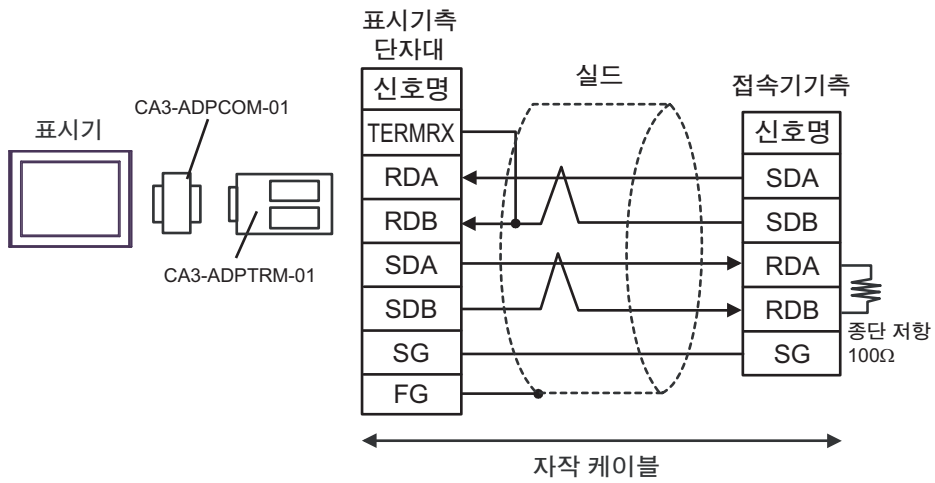 표시기
CA3-ADPCOM-01
CA3-ADPTRM-01
표시기측
단자대
신호명
TERMRX
RDA
RDB
SDA
SDB
SG
FG
실드
접속기기측
신호명
SDA
SDB
RDA
RDB
SG
종단 저항
100Ω
자작 케이블